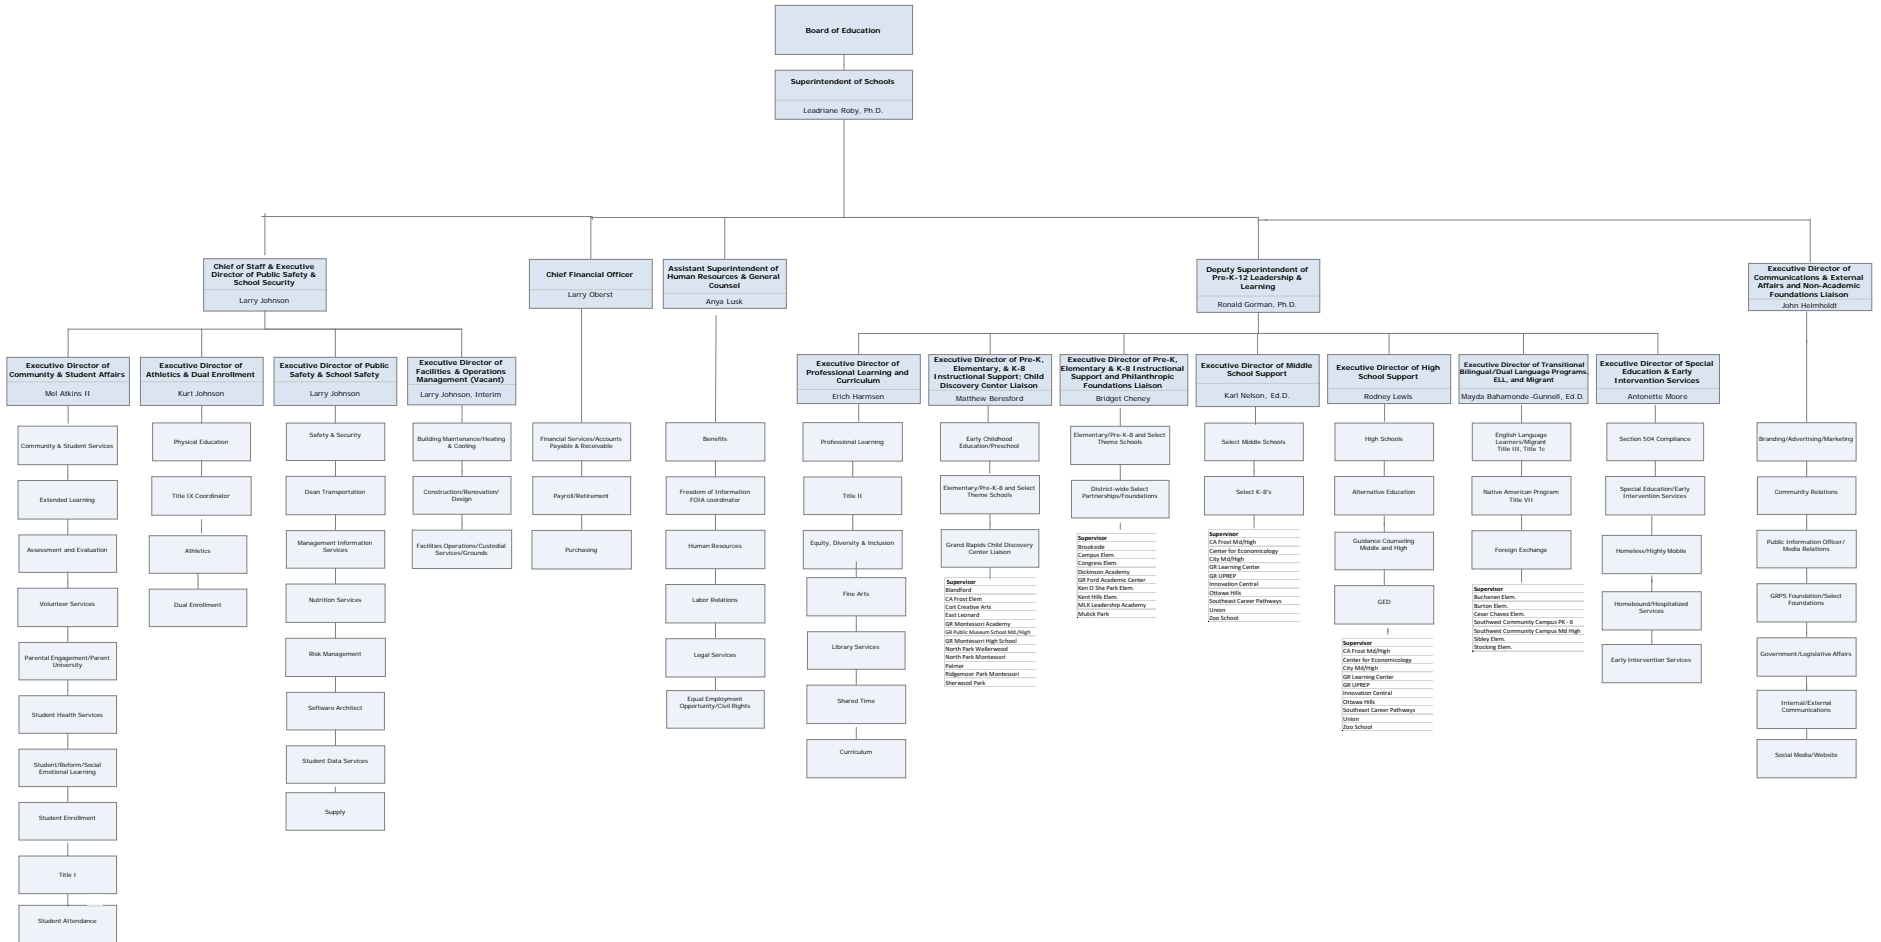 Board of Education
Superintendent of Schools
Leadriane Roby, Ph.D.
Chief of Staff & Executive
Director of Public Safety &
School Security
Larry Johnson
Chief Financial Officer
Larry Oberst
Assistant Superintendent of
Human Resources & General
Counsel
Anya Lusk
Deputy Superintendent of
Pre-K-12 Leadership &
Learning
Ronald Gorman, Ph.D.
Executive Director of
Communications & External
Affairs and Non-Academic
Foundations Liaison
John Helmholdt
Executive Director of
Community & Student Affairs
Mel Atkins II
Executive Director of
Athletics & Dual Enrollment
Kurt Johnson
Executive Director of Public
Safety & School Safety
Larry Johnson
Executive Director of
Facilities & Operations
Management (Vacant)
Larry Johnson, Interim
Executive Director of
Professional Learning and
Curriculum
Erich Harmsen
Executive Director of Pre-K,
Elementary, & K-8
Instructional Support; Child
Discovery Center Liaison
Matthew Beresford
Executive Director of Pre-K,
Elementary & K-8 Instructional
Support and Philanthropic
Foundations Liaison
Bridget Cheney
Executive Director of Middle
School Support
Karl Nelson, Ed.D.
Executive Director of High
School Support
Rodney Lewis
Executive Director of Transitional
Bilingual/Dual Language Programs,
ELL, and Migrant
Mayda Bahamonde -Gunnell, Ed.D.
Executive Director of Special
Education & Early
Intervention Services
Antonette Moore
Community & Student Services
Extended Learning
Assessment and Evaluation
Volunteer Services
Parental Engagement/Parent
University
Student Health Services
Student/Reform/Social
Emotional Learning
Student Enrollment
Title I
Student Attendance
Physical Education
Title IX Coordinator
Athletics
Dual Enrollment
Safety & Security
Dean Transportation
Management Information
Services
Nutrition Services
Risk Management
Software Architect
Student Data Services
Supply
Building Maintenance/Heating
& Cooling
Construction/Renovation/
Design
Facilities Operations/Custodial
Services/Grounds
Financial Services/Accounts
Payable & Receivable
Payroll/Retirement
Purchasing
Benefits
Freedom of Information
FOIA coordinator
Human Resources
Labor Relations
Legal Services
Equal Employment
Opportunity/Civil Rights
Professional Learning
Title II
Equity, Diversity & Inclusion
Fine Arts
Library Services
Shared Time
Curriculum
Early Childhood
Education/Preschool
Elementary/Pre-K-8 and Select
Theme Schools
Grand Rapids Child Discovery
Center Liaison
Supervisor
Blandford
CA Frost Elem
Coit Creative Arts
East Leonard
GR Montessori Academy
GR Public Museum School Md./High
GR Montessori High School
North Park Wellerwood
North Park Montessori
Palmer
Ridgemoor Park Montessori
Sherwood Park
Elementary/Pre-K-8 and Select
Theme Schools
District-wide Select
Partnerships/Foundations
Supervisor
Brookside
Campus Elem.
Congress Elem.
Dickinson Academy
GR Ford Academic Center
Ken O Sha Park Elem.
Kent Hills Elem.
MLK Leadership Academy
Mulick Park
Select Middle Schools
Select K-8's
Supervisor
CA Frost Md/High
Center for Economicology
City Md/High
GR Learning Center
GR UPREP
Innovation Central
Ottawa Hills
Southeast Career Pathways
Union
Zoo School
High Schools
Alternative Education
Guidance Counseling
Middle and High
GED
Supervisor
CA Frost Md/High
Center for Economicology
City Md/High
GR Learning Center
GR UPREP
Innovation Central
Ottawa Hills
Southeast Career Pathways
Union
Zoo School
English Language
Learners/Migrant
Title III, Title 1c
Native American Program
Title VII
Foreign Exchange
Supervisor
Buchanan Elem.
Burton Elem.
Cesar Chavez Elem.
Southwest Community Campus PK - 6
Southwest Community Campus Md High
Sibley Elem.
Stocking Elem.
Section 504 Compliance
Special Education/Early
Intervention Services
Homeless/Highly Mobile
Homebound/Hospitalized
Services
Early Intervention Services
Branding/Advertising/Marketing
Community Relations
Public Information Officer/
Media Relations
GRPS Foundation/Select
Foundations
Government/Legislative Affairs
Internal/External
Communications
Social Media/Website